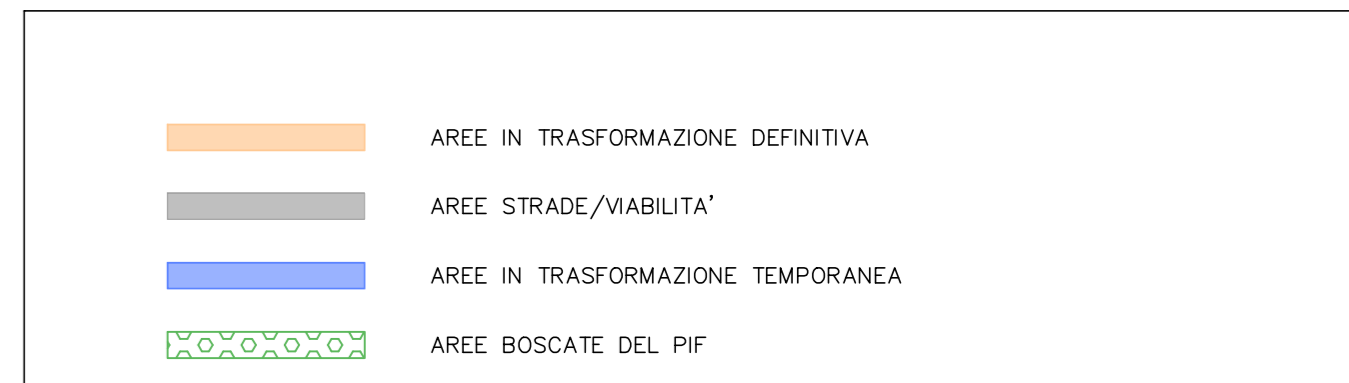 AREE IN TRASFORMAZIONE DEFINITIVA
AREE STRADE/VIABILITA'
AREE IN TRASFORMAZIONE TEMPORANEA
AREE BOSCATE DEL PIF